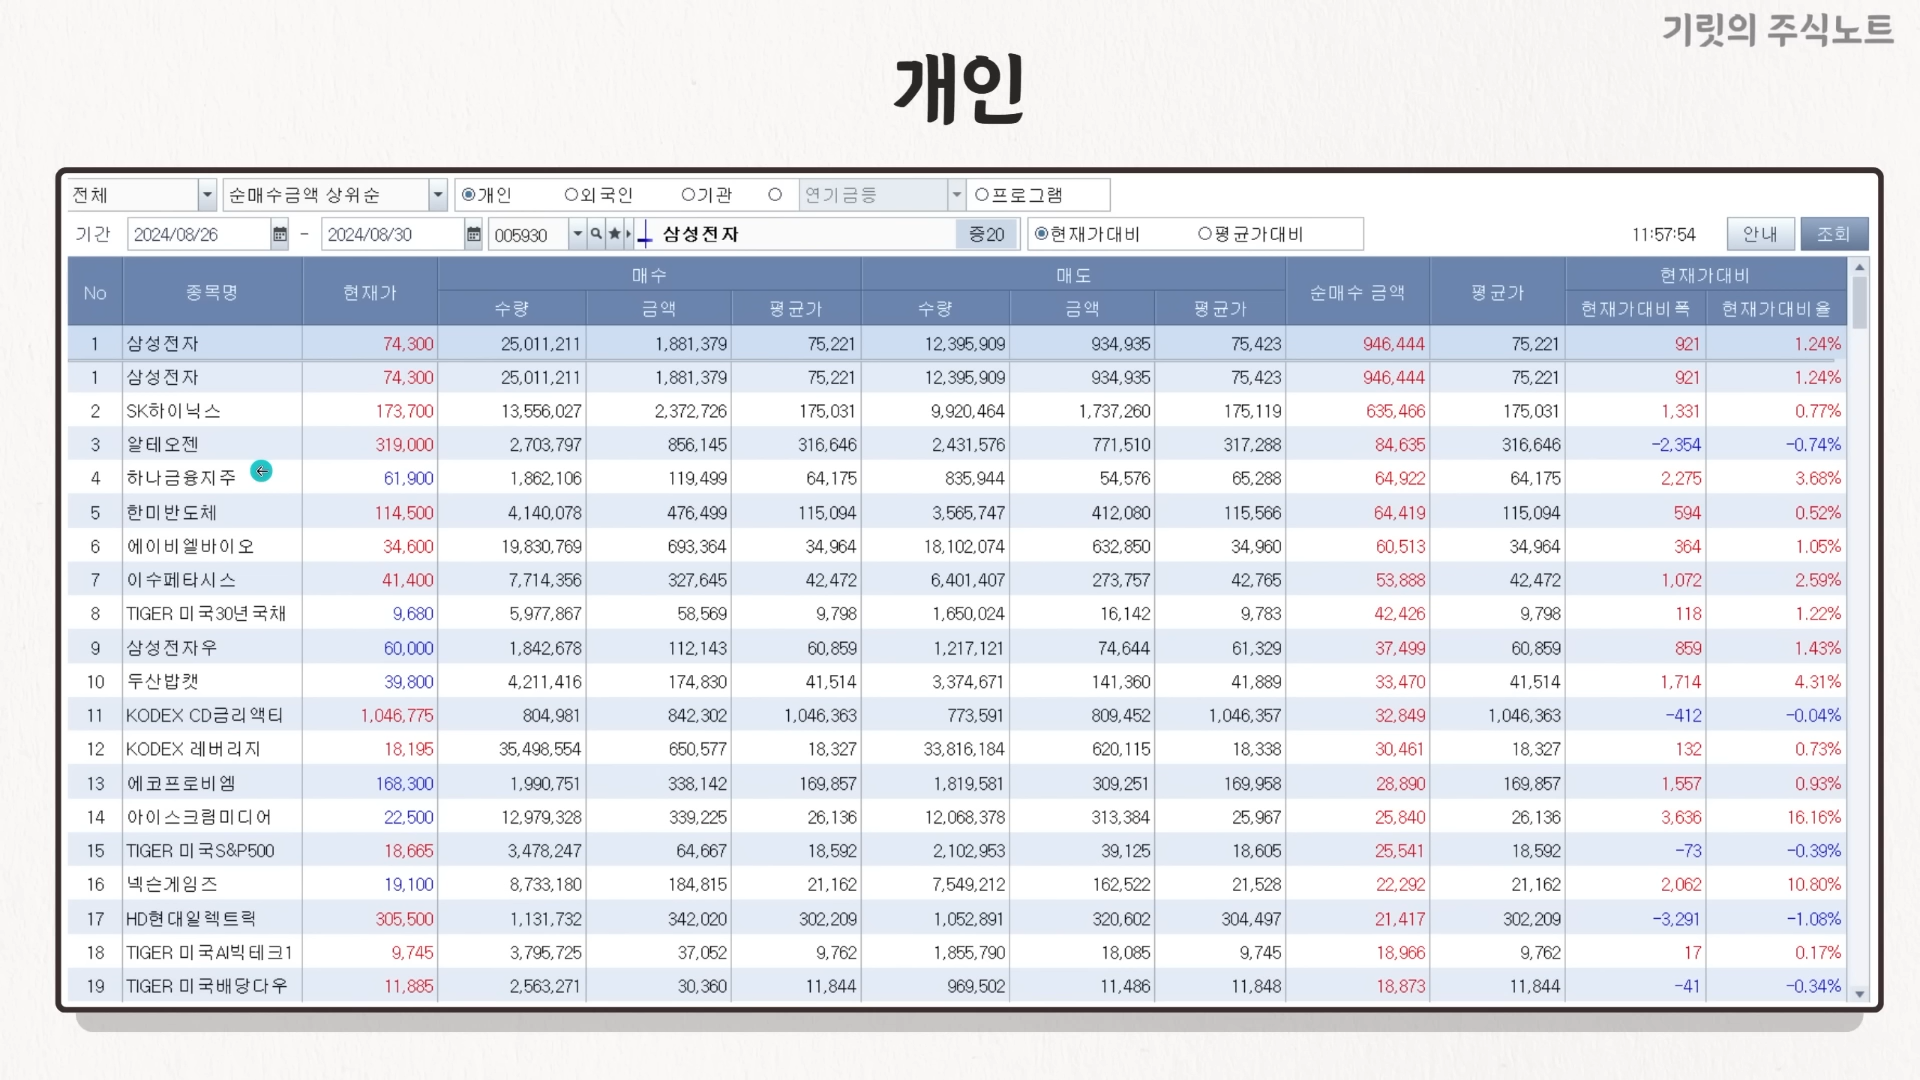 기릿의 주식노트
개인
전체 순매수금액 상위순 개인 외국인 기관 연기금등 프로그램
기간 2024/08/26 - 2024/08/30 005930 삼성전자 증20 현재가대비 평균가대비 11:57:54 안내 조회
No 종목명 현재가 매수 매도 순매수 금액 평균가 현재가대비
수량 금액 평균가 수량 금액 평균가 현재가대비폭 현재가대비율
1 삼성전자 74,300 25,011,211 1,881,379 75,221 12,395,909 934,935 75,423 946,444 75,221 921 1.24%
1 삼성전자 74,300 25,011,211 1,881,379 75,221 12,395,909 934,935 75,423 946,444 75,221 921 1.24%
2 SK하이닉스 173,700 13,556,027 2,372,726 175,031 9,920,464 1,737,260 175,119 635,466 175,031 1,331 0.77%
3 알테오젠 319,000 2,703,797 856,145 316,646 2,431,576 771,510 317,288 84,635 316,646 -2,354 -0.74%
4 하나금융지주 61,900 1,862,106 119,499 64,175 835,944 54,576 65,288 64,922 64,175 2,275 3.68%
5 한미반도체 114,500 4,140,078 476,499 115,094 3,565,747 412,080 115,566 64,419 115,094 594 0.52%
6 에이비엘바이오 34,600 19,830,769 693,364 34,964 18,102,074 632,850 34,960 60,513 34,964 364 1.05%
7 이수페타시스 41,400 7,714,356 327,645 42,472 6,401,407 273,757 42,765 53,888 42,472 1,072 2.59%
8 TIGER 미국30년국채 9,680 5,977,867 58,569 9,798 1,650,024 16,142 9,783 42,426 9,798 118 1.22%
9 삼성전자우 60,000 1,842,678 112,143 60,859 1,217,121 74,644 61,329 37,499 60,859 859 1.43%
10 두산밥캣 39,800 4,211,416 174,830 41,514 3,374,671 141,360 41,889 33,470 41,514 1,714 4.31%
11 KODEX CD금리액티 1,046,775 804,981 842,302 1,046,363 773,591 809,452 1,046,357 32,849 1,046,363 -412 -0.04%
12 KODEX 레버리지 18,195 35,498,554 650,577 18,327 33,816,184 620,115 18,338 30,461 18,327 132 0.73%
13 에코프로비엠 168,300 1,990,751 338,142 169,857 1,819,581 309,251 169,958 28,890 169,857 1,557 0.93%
14 아이스크림미디어 22,500 12,979,328 339,225 26,136 12,068,378 313,384 25,967 25,840 26,136 3,636 16.16%
15 TIGER 미국S&P500 18,665 3,478,247 64,667 18,592 2,102,953 39,125 18,605 25,541 18,592 -73 -0.39%
16 넥슨게임즈 19,100 8,733,180 184,815 21,162 7,549,212 162,522 21,528 22,292 21,162 2,062 10.80%
17 HD현대일렉트릭 305,500 1,131,732 342,020 302,209 1,052,891 320,602 304,497 21,417 302,209 -3,291 -1.08%
18 TIGER 미국AI빅테크1 9,745 3,795,725 37,052 9,762 1,855,790 18,085 9,745 18,966 9,762 17 0.17%
19 TIGER 미국배당다우 11,885 2,563,271 30,360 11,844 969,502 11,486 11,848 18,873 11,844 -41 -0.34%